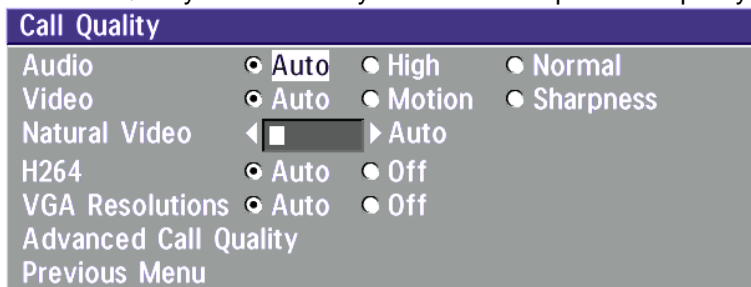 Call Quality
Audio Auto High Normal
Video Auto Motion Sharpness
Natural Video Auto
H264 Auto Off
VGA Resolutions Auto Off
Advanced Call Quality
Previous Menu